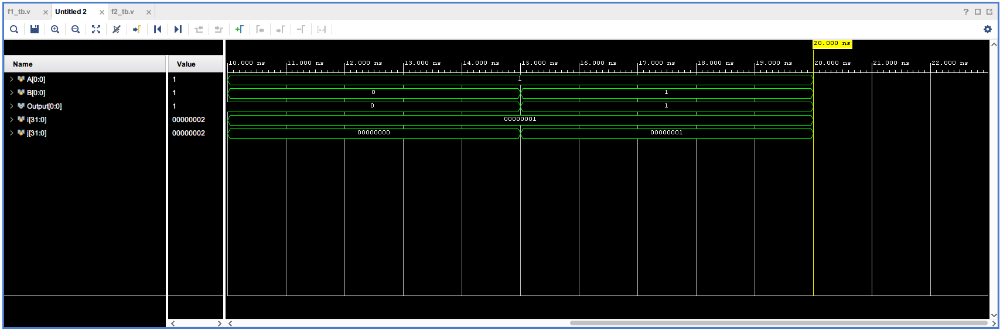 f1_tb.v × Untitled 2 × f2_tb.v ×
?
20.000 ns
Name Value
10.000 ns 11.000 ns 12.000 ns 13.000 ns 14.000 ns 15.000 ns 16.000 ns 17.000 ns 18.000 ns 19.000 ns 20.000 ns 21.000 ns 22.000 ns
A[0:0] 1 1
B[0:0] 1 0 1
Output[0:0] 1 0 1
i[31:0] 00000002 00000001
j[31:0] 00000002 00000000 00000001